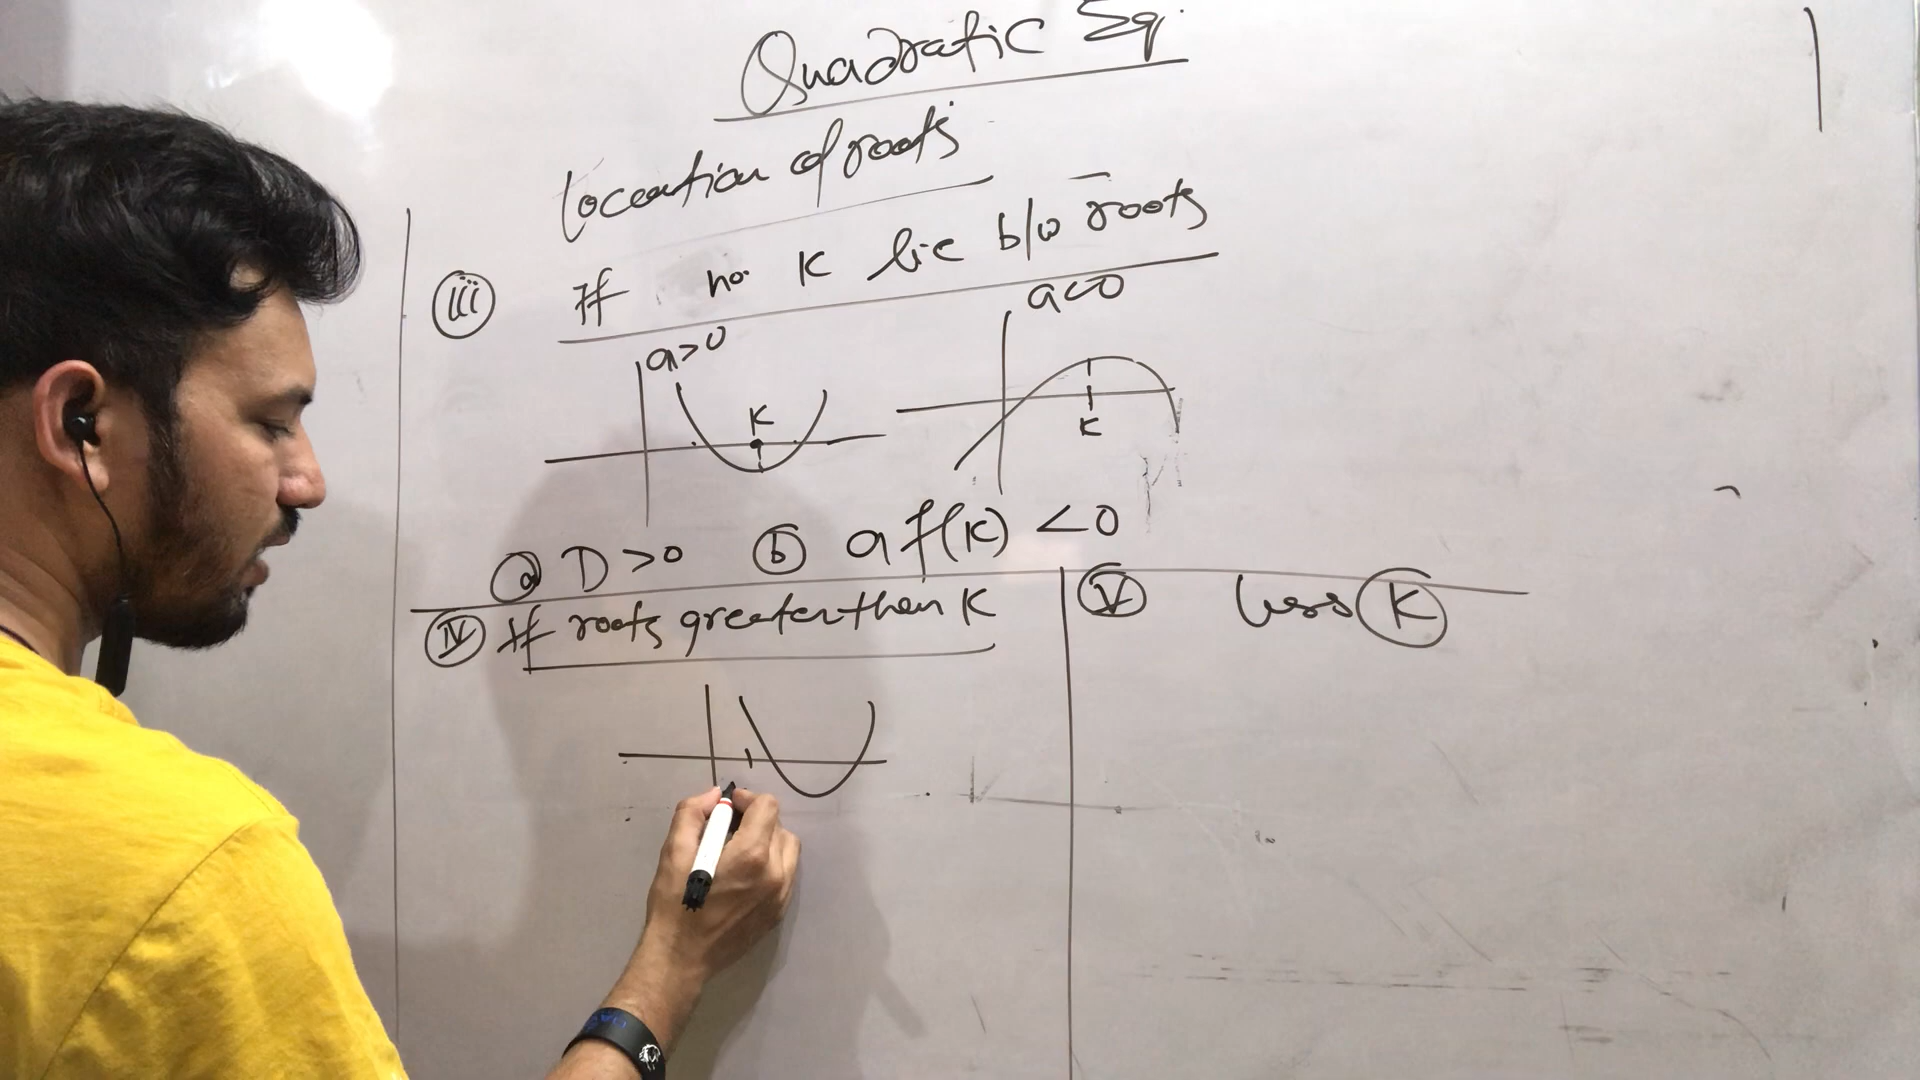 Quadratic Eq.
Location of roots
(iii) If no. K lie b/w roots
a>0
a<0
K
K
(a) D>0 (b) a f(K) <0
(iv) If roots greater than K
(V) less (K)